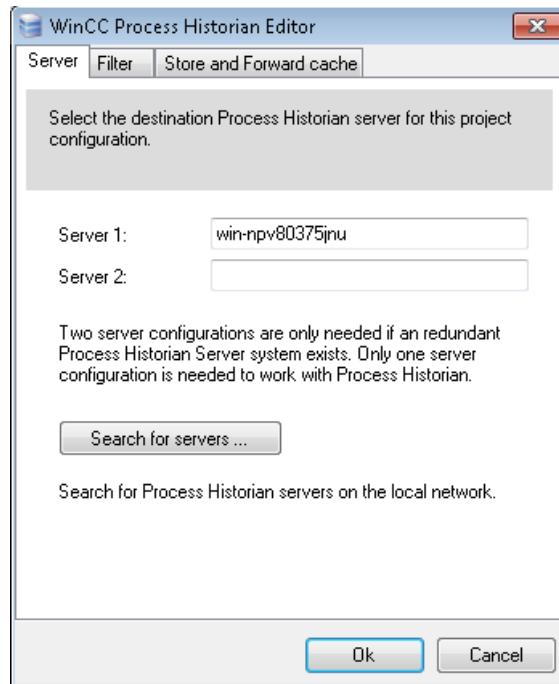 WinCC Process Historian Editor
Server
Filter
Store and Forward cache
Select the destination Process Historian server for this project
configuration.
Server 1:
win-npv80375jnu
Server 2:
Two server configurations are only needed if an redundant
Process Historian Server system exists. Only one server
configuration is needed to work with Process Historian.
Search for servers ...
Search for Process Historian servers on the local network.
Ok
Cancel